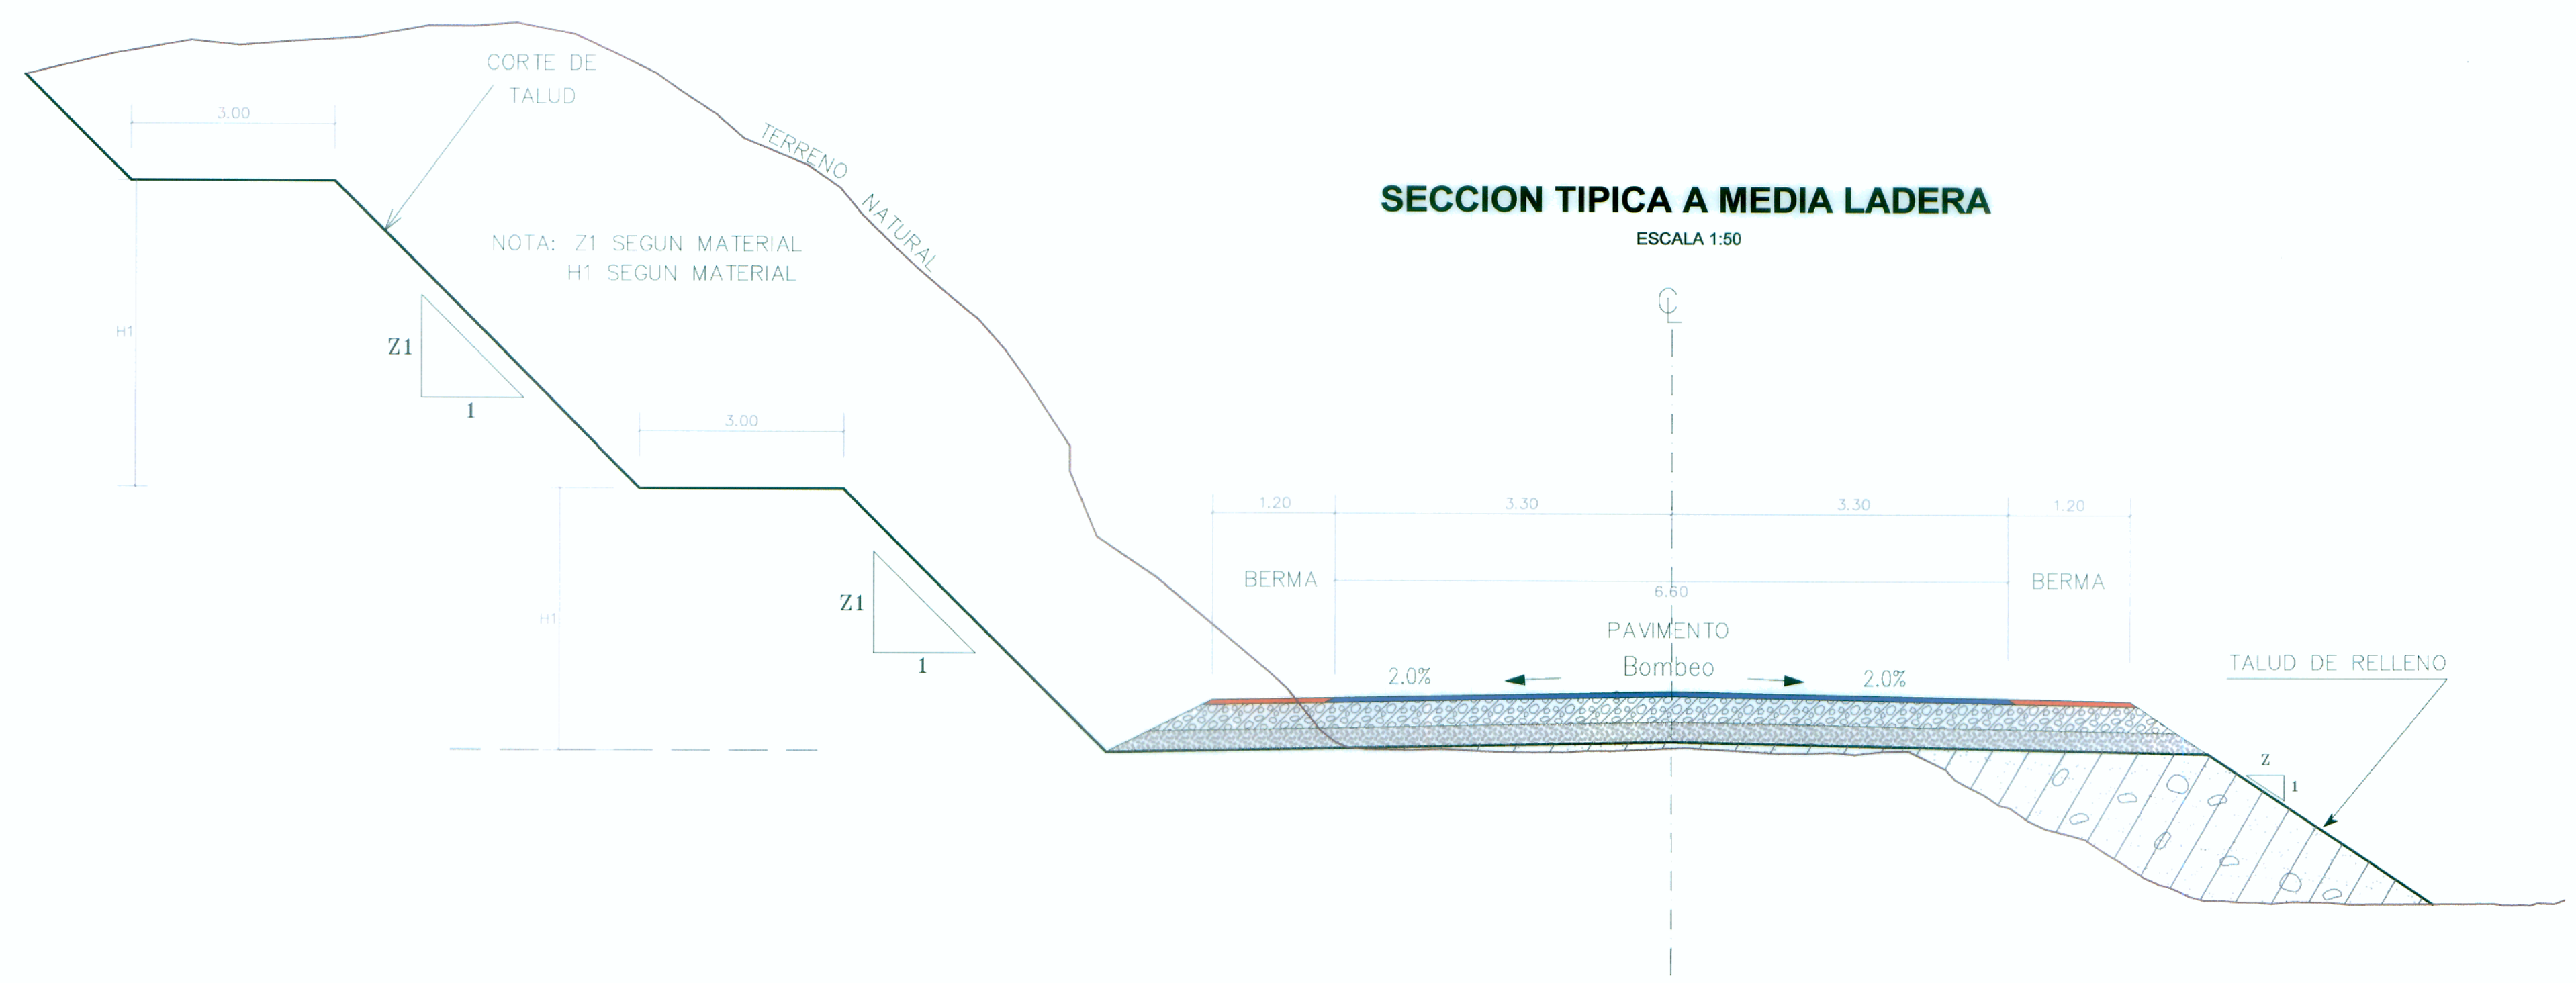 CORTE DE
TALUD
3.00
TERRENO NATURAL
SECCION TIPICA A MEDIA LADERA
ESCALA 1:50
NOTA: Z1 SEGUN MATERIAL
H1 SEGUN MATERIAL
CL
H1
Z1
1
3.00
1.20
3.30
3.30
1.20
BERMA
6.60
BERMA
Z1
1
H1
PAVIMENTO
Bombeo
2.0%
2.0%
TALUD DE RELLENO
Z
1